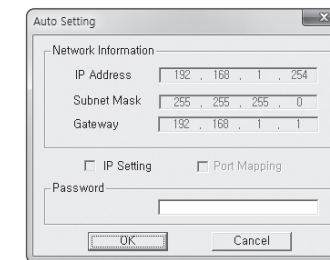 Auto Setting
Network Information
IP Address 192 . 168 . 1 . 254
Subnet Mask 255 . 255 . 255 . 0
Gateway 192 . 168 . 1 . 1
IP Setting Port Mapping
Password
OK Cancel